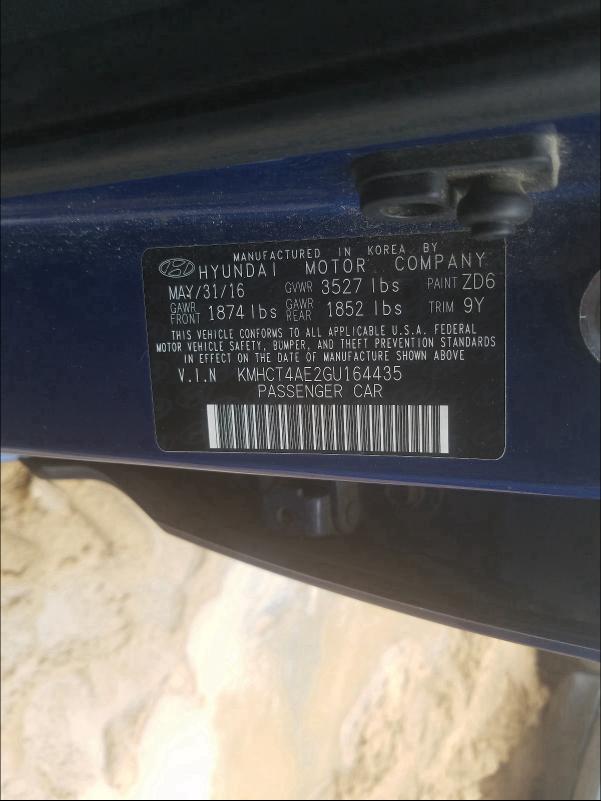 MANUFACTURED IN KOREA BY
HYUNDAI MOTOR COMPANY
MAY/31/16 GVWR 3527 lbs PAINT ZD6
GAWR FRONT 1874 lbs GAWR REAR 1852 lbs TRIM 9Y
THIS VEHICLE CONFORMS TO ALL APPLICABLE U.S.A. FEDERAL
MOTOR VEHICLE SAFETY, BUMPER, AND THEFT PREVENTION STANDARDS
IN EFFECT ON THE DATE OF MANUFACTURE SHOWN ABOVE
V.I.N KMHCT4AE2GU164435
PASSENGER CAR